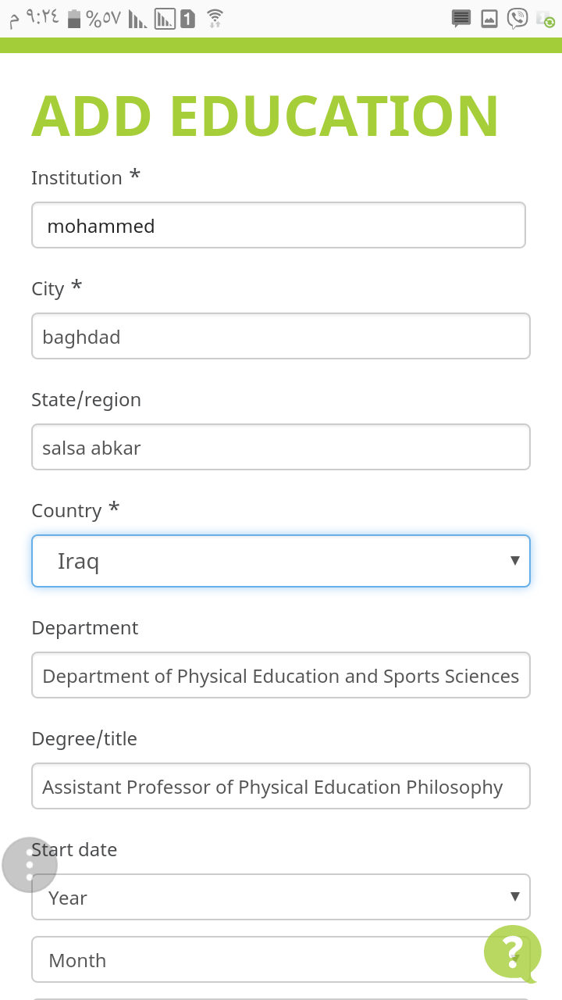 م ٩:٢٤ %٥٧ 1
ADD EDUCATION
Institution *
mohammed
City *
baghdad
State/region
salsa abkar
Country *
Iraq
Department
Department of Physical Education and Sports Sciences
Degree/title
Assistant Professor of Physical Education Philosophy
Start date
Year
Month
?